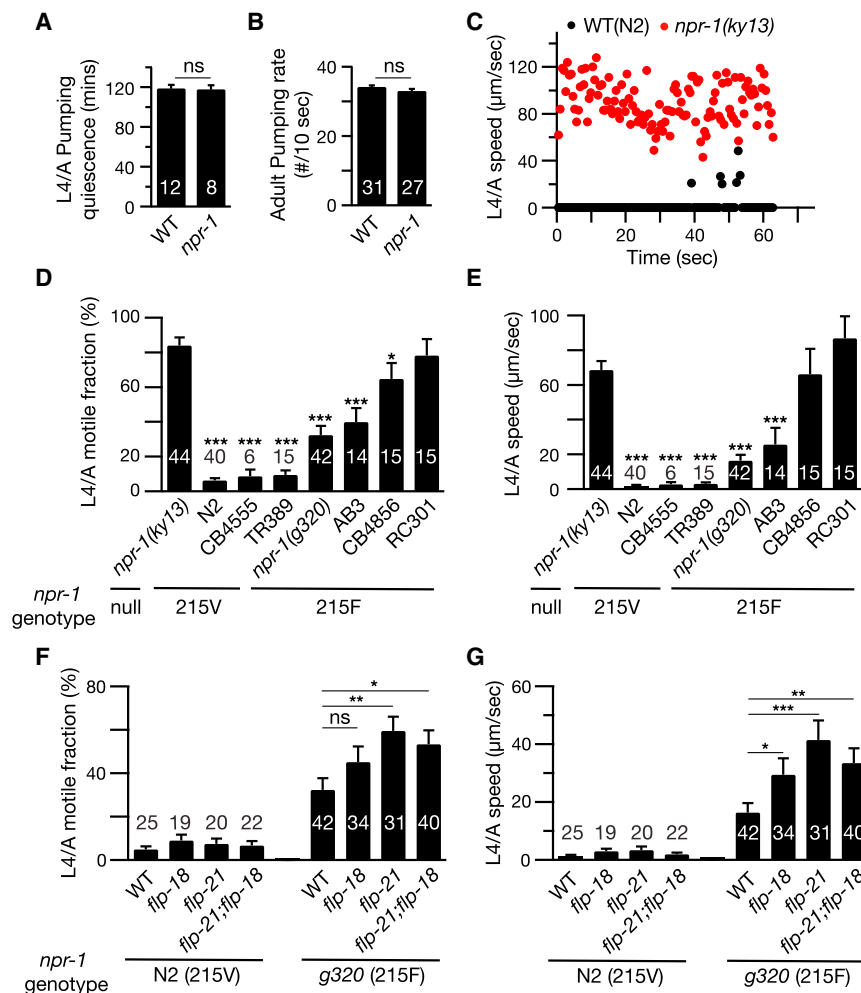 A
L4/A Pumping
quiescence (mins)
120
80
40
0
ns
12
8
WT
npr-1
B
Adult Pumping rate
(#/10 sec)
40
20
0
ns
31
27
WT
npr-1
C
WT(N2)
npr-1(ky13)
L4/A speed (µm/sec)
120
80
40
0
0
20
40
60
Time (sec)
D
L4/A motile fraction (%)
100
60
20
0
*** *** *** *** *** *
44 40 6 15 42 14 15 15
npr-1(ky13)
N2
CB4555
TR389
npr-1(g320)
AB3
CB4856
RC301
npr-1
genotype
null
215V
215F
E
L4/A speed (µm/sec)
100
60
20
0
*** *** *** *** ***
44 40 6 15 42 14 15 15
npr-1(ky13)
N2
CB4555
TR389
npr-1(g320)
AB3
CB4856
RC301
null
215V
215F
F
L4/A motile fraction (%)
80
40
0
*
**
ns
25 19 20 22
42 34 31 40
WT
flp-18
flp-21
flp-21;flp-18
WT
flp-18
flp-21
flp-21;flp-18
npr-1
genotype
N2 (215V)
g320 (215F)
G
L4/A speed (µm/sec)
60
40
20
0
**
***
*
25 19 20 22
42 34 31 40
WT
flp-18
flp-21
flp-21;flp-18
WT
flp-18
flp-21
flp-21;flp-18
N2 (215V)
g320 (215F)